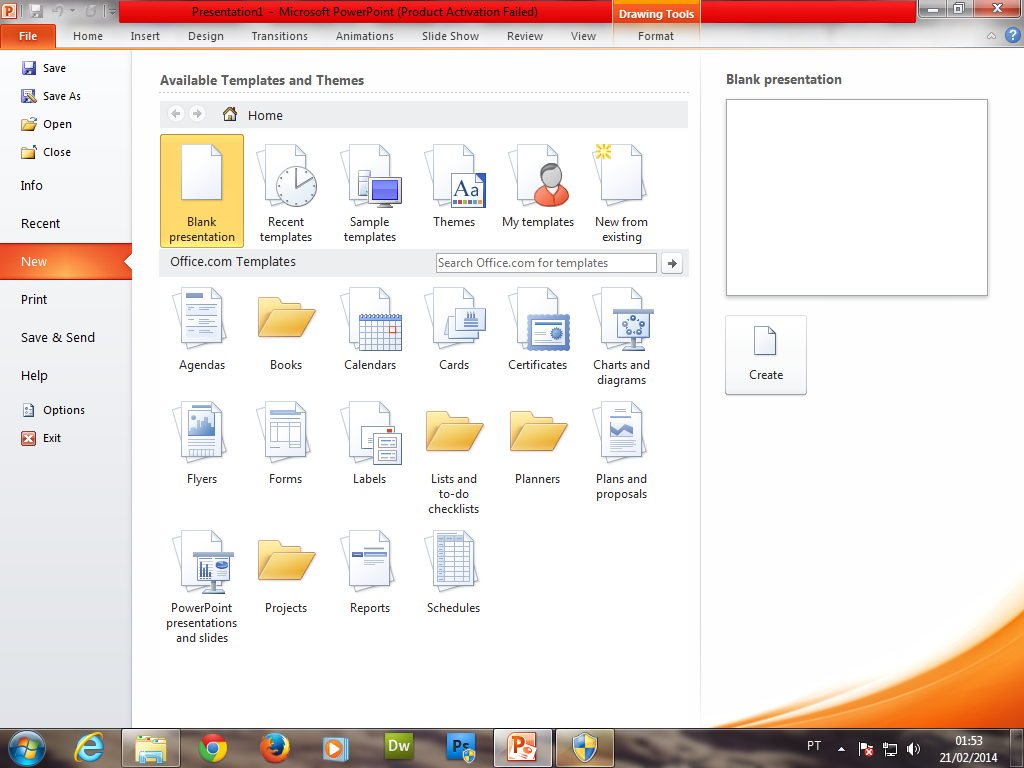 Presentation1 - Microsoft PowerPoint (Product Activation Failed)
Drawing Tools
File Home Insert Design Transitions Animations Slide Show Review View Format
Save
Save As
Open
Close
Info
Recent
New
Print
Save & Send
Help
Options
Exit
Available Templates and Themes
Home
Blank
presentation
Recent
templates
Sample
templates
Aa
Themes
My templates
New from
existing
Office.com Templates
Search Office.com for templates
Agendas
Books
Calendars
Cards
Certificates
Charts and
diagrams
Flyers
Forms
Labels
Lists and
to-do
checklists
Planners
Plans and
proposals
PowerPoint
presentations
and slides
Projects
Reports
Schedules
Blank presentation
Create
Dw
Ps
PT
01:53
21/02/2014